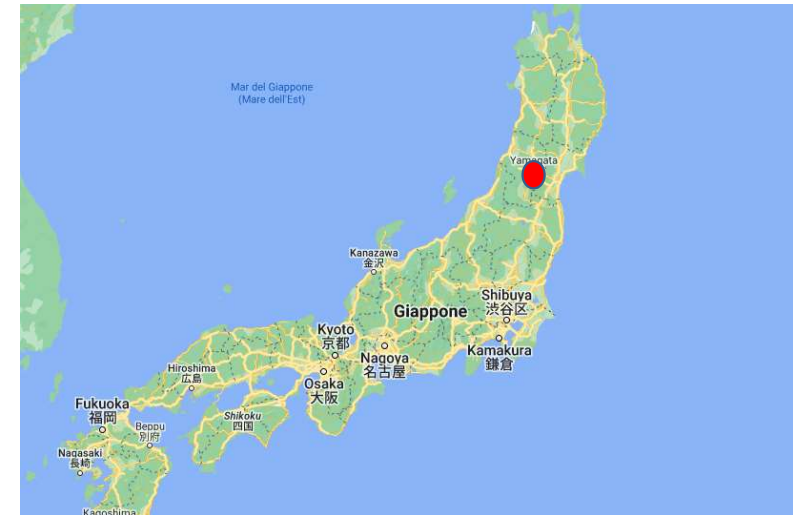 Mar del Giappone
(Mare dell'Est)
Yamagata
Kanazawa
金沢
Giappone
Shibuya
渋谷区
Kyoto
京都
Nagoya
名古屋
Kamakura
鎌倉
Hiroshima
広島
Osaka
大阪
Fukuoka
福岡
Shikoku
四国
Beppu
別府
Nagasaki
長崎
Kagoshima